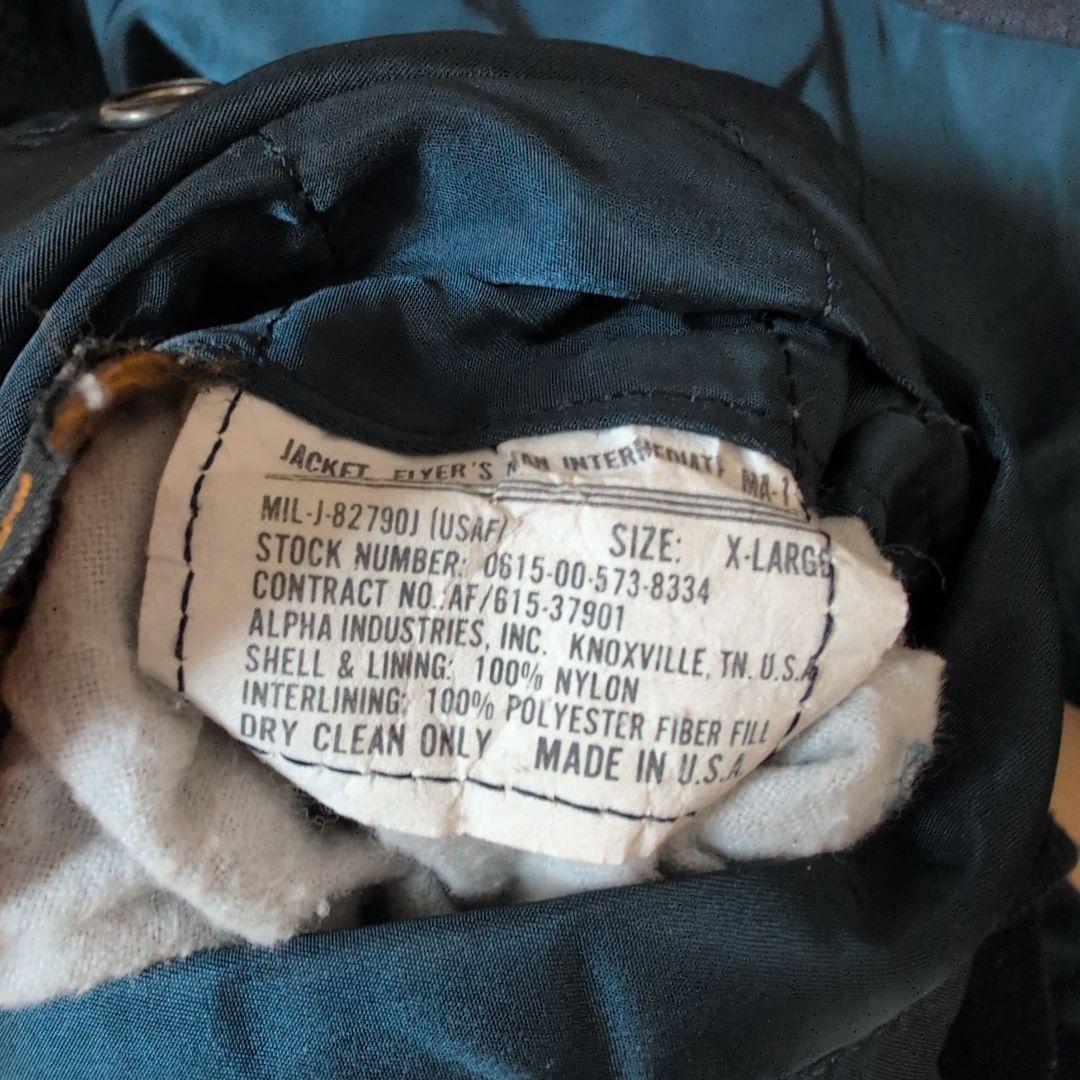 JACKET, FLYER'S MAN INTERMEDIATE MA-1
MIL-J-82790J (USAF) SIZE: X-LARGE
STOCK NUMBER: 0615-00-573-8334
CONTRACT NO.: AF/615-37901
ALPHA INDUSTRIES, INC. KNOXVILLE, TN. U.S.A
SHELL & LINING: 100% NYLON
INTERLINING: 100% POLYESTER FIBER FILL
DRY CLEAN ONLY MADE IN U.S.A.